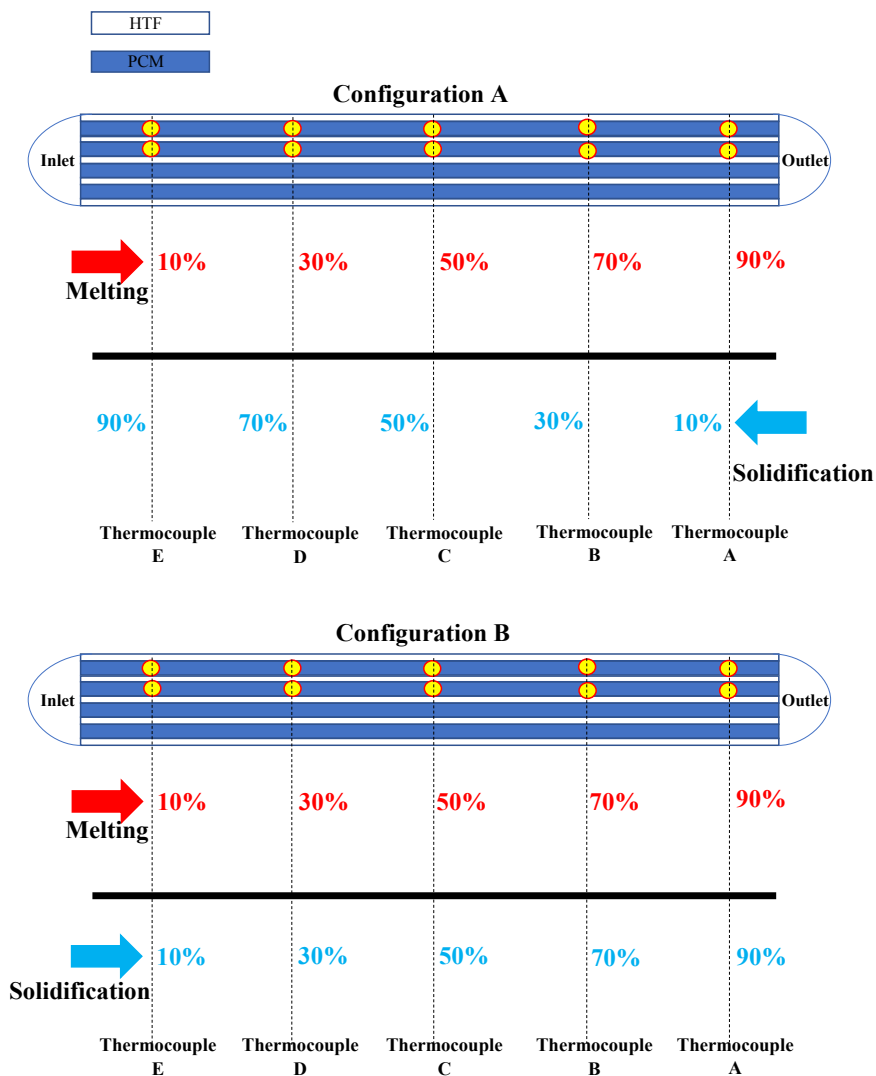 HTF
PCM
Configuration A
Inlet
Outlet
10% 30% 50% 70% 90%
Melting
90% 70% 50% 30% 10%
Solidification
Thermocouple Thermocouple Thermocouple Thermocouple Thermocouple
E D C B A
Configuration B
Inlet
Outlet
10% 30% 50% 70% 90%
Melting
10% 30% 50% 70% 90%
Solidification
Thermocouple Thermocouple Thermocouple Thermocouple Thermocouple
E D C B A